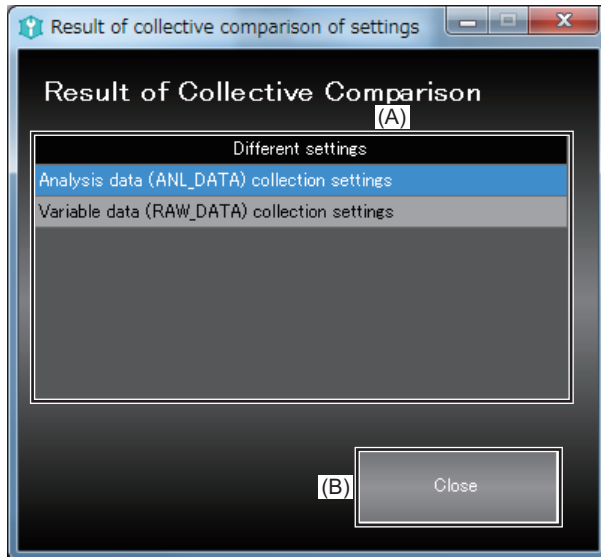 Result of collective comparison of settings
Result of Collective Comparison
(A)
Different settings
Analysis data (ANL_DATA) collection settings
Variable data (RAW_DATA) collection settings
(B)
Close